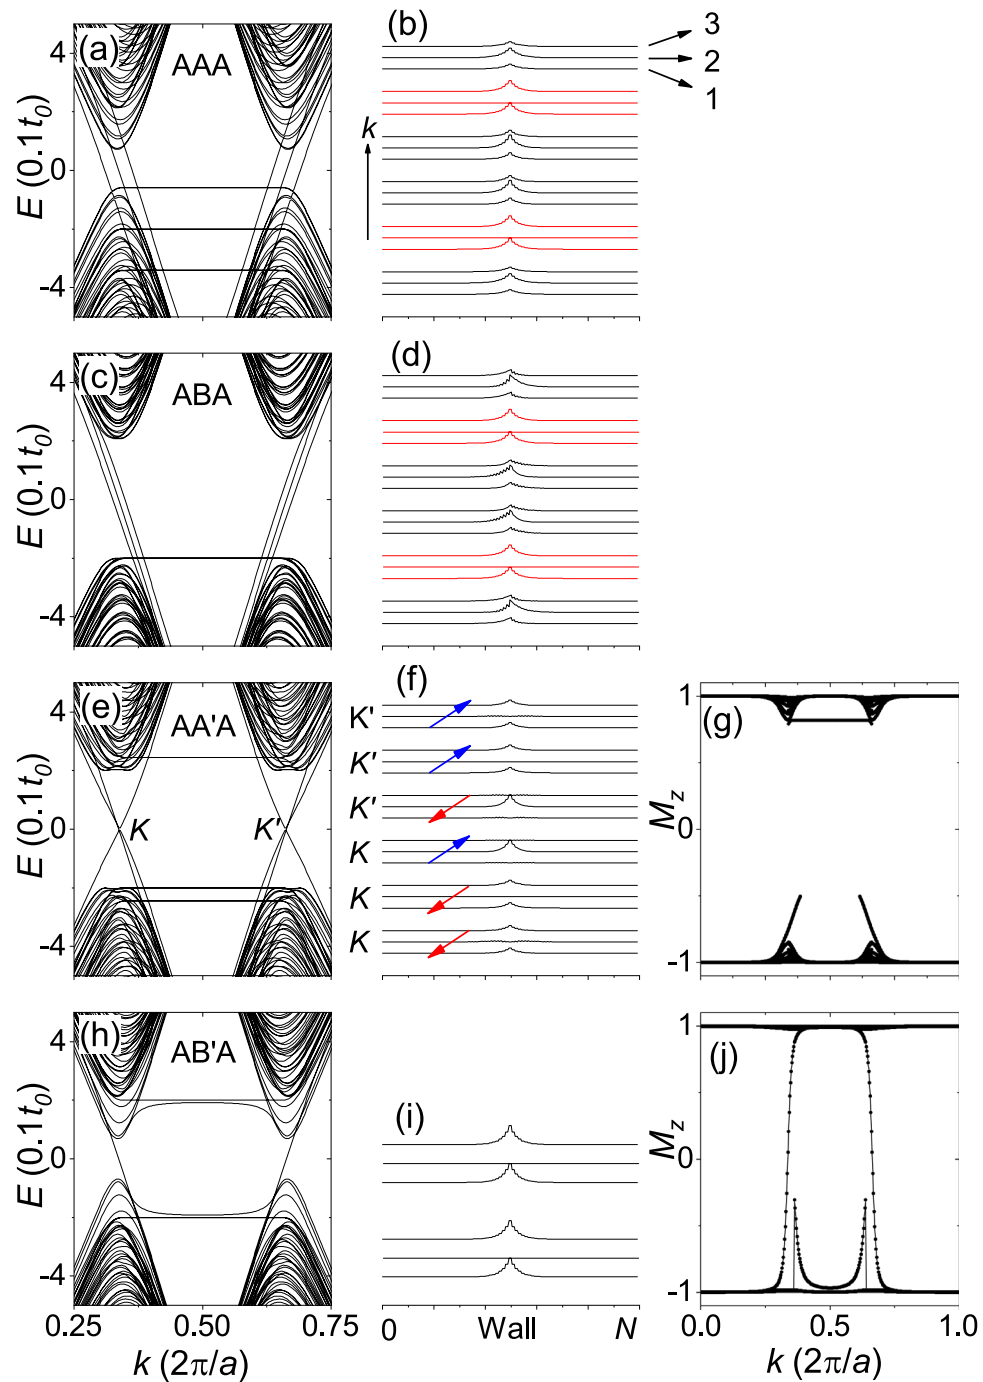 (a)
AAA
4
0
-4
E (0.1t0)
(b)
k
3
2
1
(c)
ABA
4
0
-4
E (0.1t0)
(d)
(e)
AA'A
4
0
-4
E (0.1t0)
K
K'
(f)
K'
K'
K'
K
K
K
(g)
1
0
-1
Mz
(h)
AB'A
4
0
-4
E (0.1t0)
0.25
0.50
0.75
k (2π/a)
(i)
0
Wall
N
(j)
1
0
-1
Mz
0.0
0.5
1.0
k (2π/a)